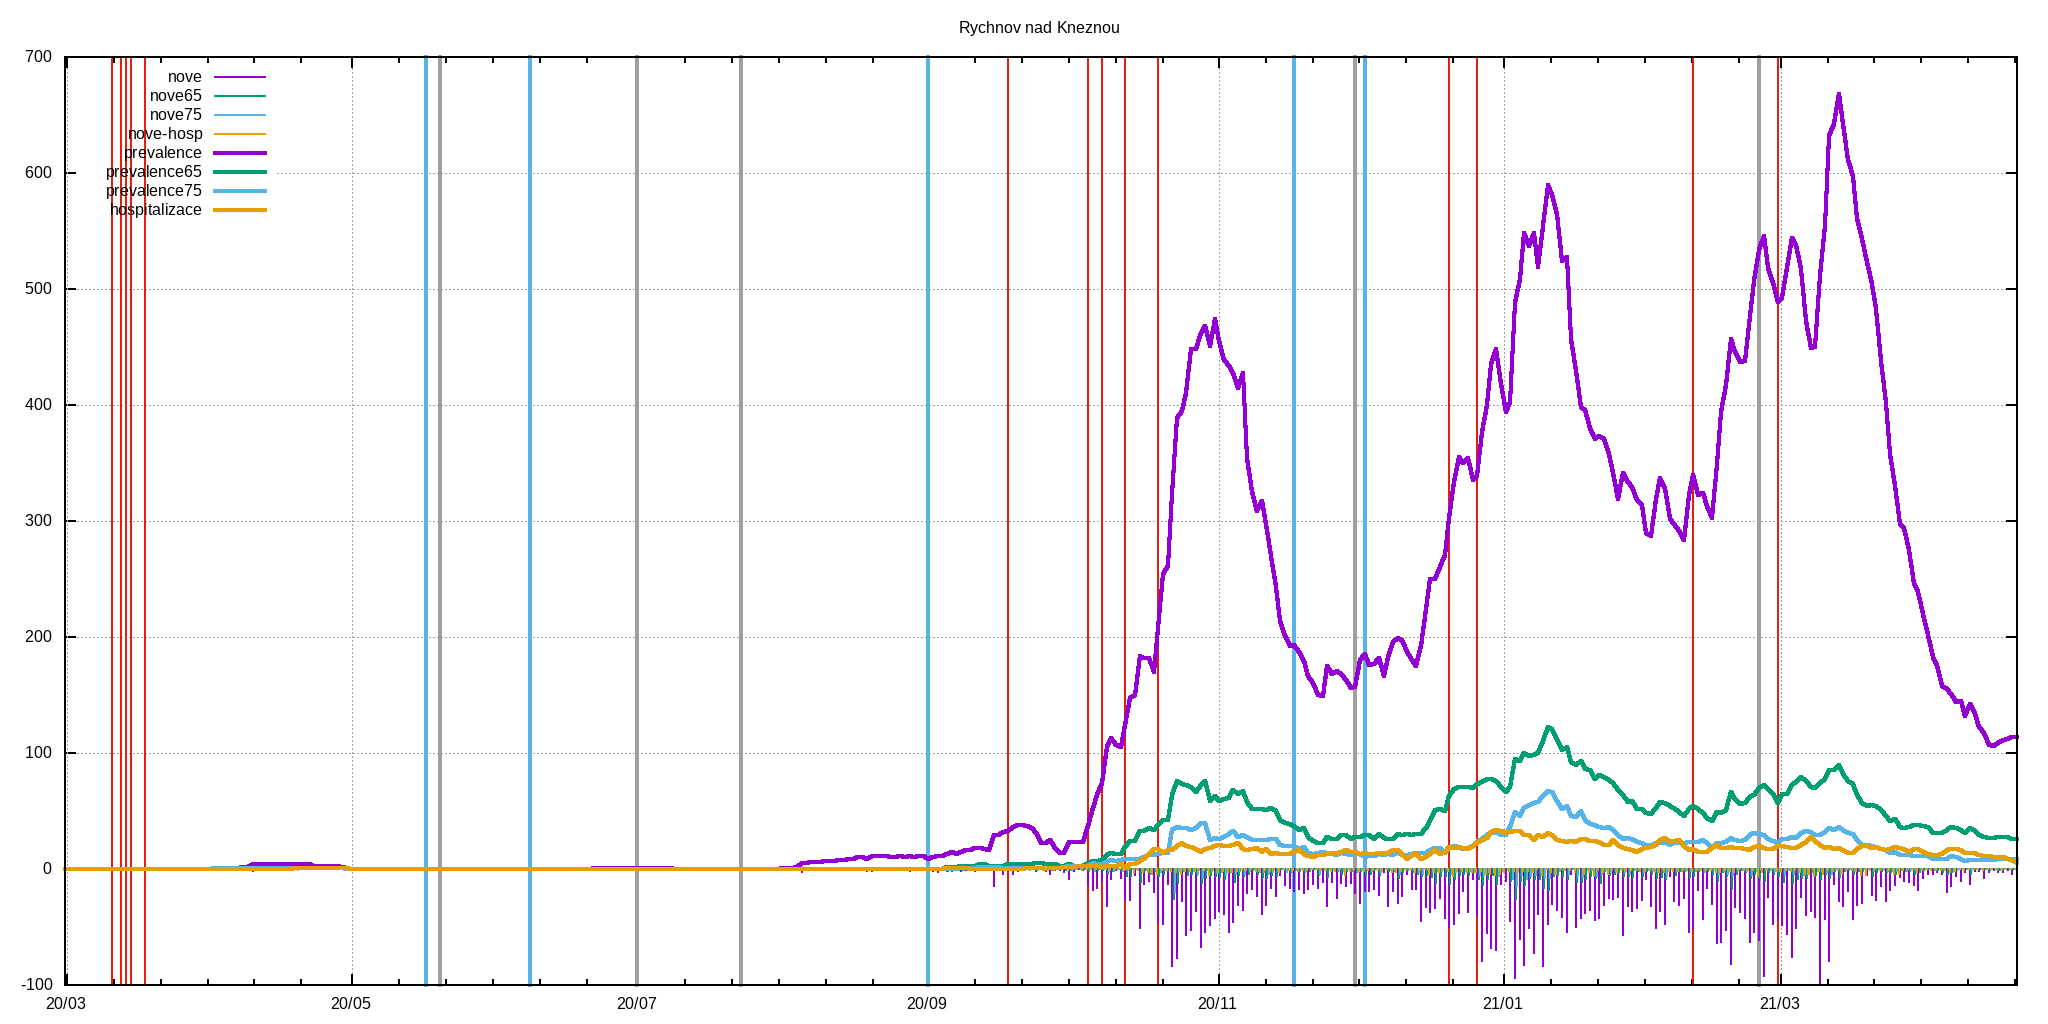 Rychnov nad Kneznou
700
600
500
400
300
200
100
0
-100
nove
nove65
nove75
nove-hosp
prevalence
prevalence65
prevalence75
hospitalizace
20/03
20/05
20/07
20/09
20/11
21/01
21/03